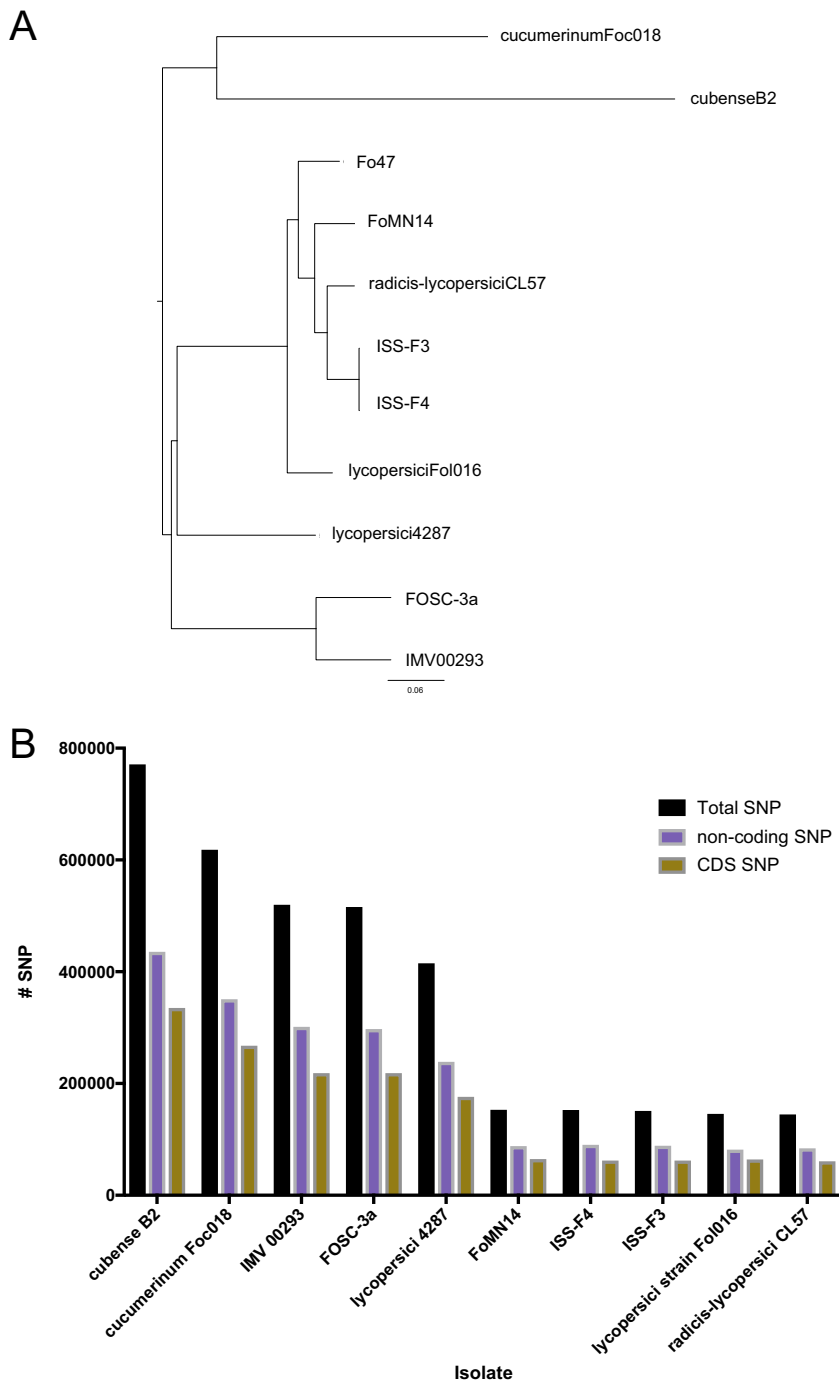 A
cucumerinumFoc018
cubenseB2
Fo47
FoMN14
radicis-lycopersiciCL57
ISS-F3
ISS-F4
lycopersiciFol016
lycopersici4287
FOSC-3a
IMV00293
0.06
B
800000
600000
400000
200000
0
# SNP
Total SNP
non-coding SNP
CDS SNP
cubense B2
cucumerinum Foc018
IMV 00293
FOSC-3a
lycopersici 4287
FoMN14
ISS-F4
ISS-F3
lycopersici strain Fol016
radicis-lycopersici CL57
Isolate